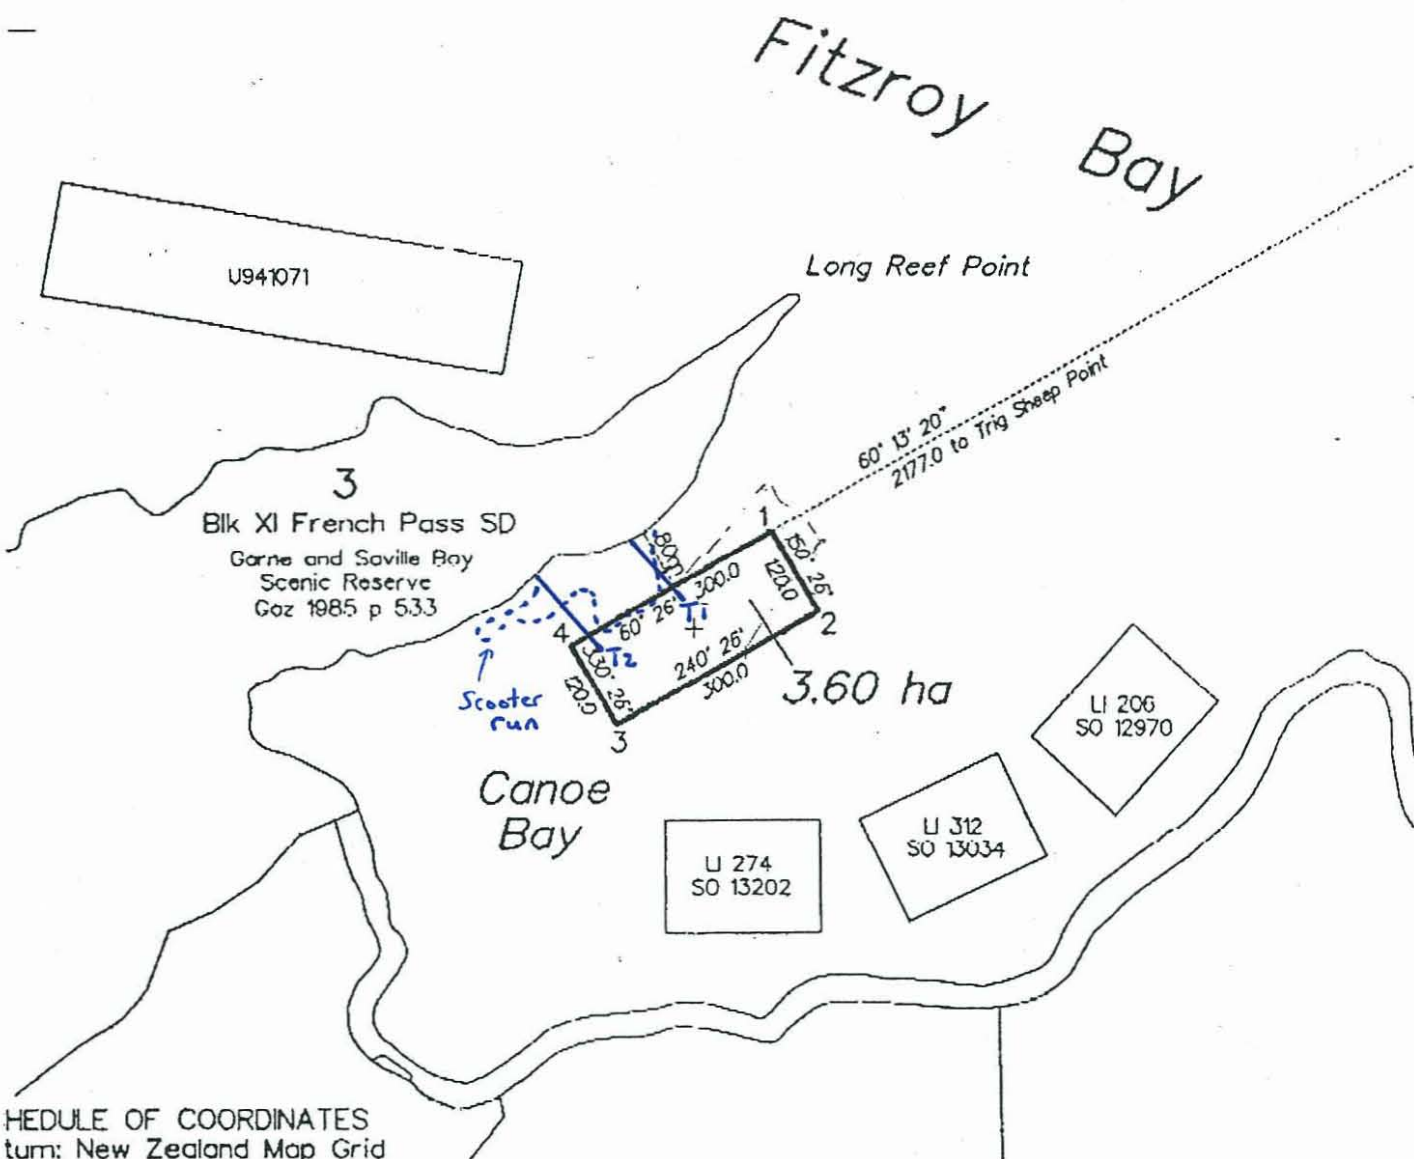 Fitzroy
Bay
Long Reef Point
U941071
60° 13' 20"
2177.0 to Trig Sheep Point
3
Blk XI French Pass SD
Garne and Saville Bay
Scenic Reserve
Gaz 1985 p 533
80m
1
150° 26'
120.0
300.0
60° 26'
T1
2
4
T2
330° 26'
120.0
240° 26'
300.0
3
3.60 ha
Scooter
run
Canoe
Bay
LI 206
SO 12970
LI 312
SO 13034
LI 274
SO 13202
HEDULE OF COORDINATES
tum: New Zealand Map Grid